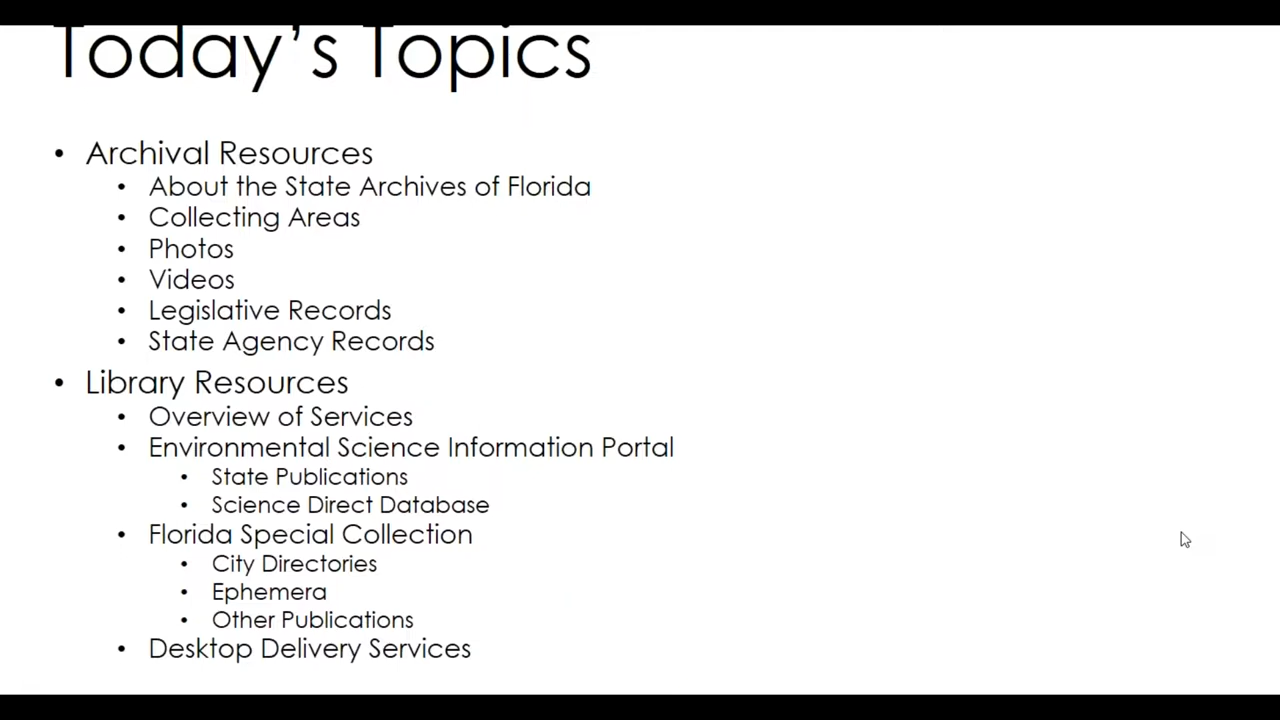 Today's Topics
• Archival Resources
• About the State Archives of Florida
• Collecting Areas
• Photos
• Videos
• Legislative Records
• State Agency Records
• Library Resources
• Overview of Services
• Environmental Science Information Portal
• State Publications
• Science Direct Database
• Florida Special Collection
• City Directories
• Ephemera
• Other Publications
• Desktop Delivery Services